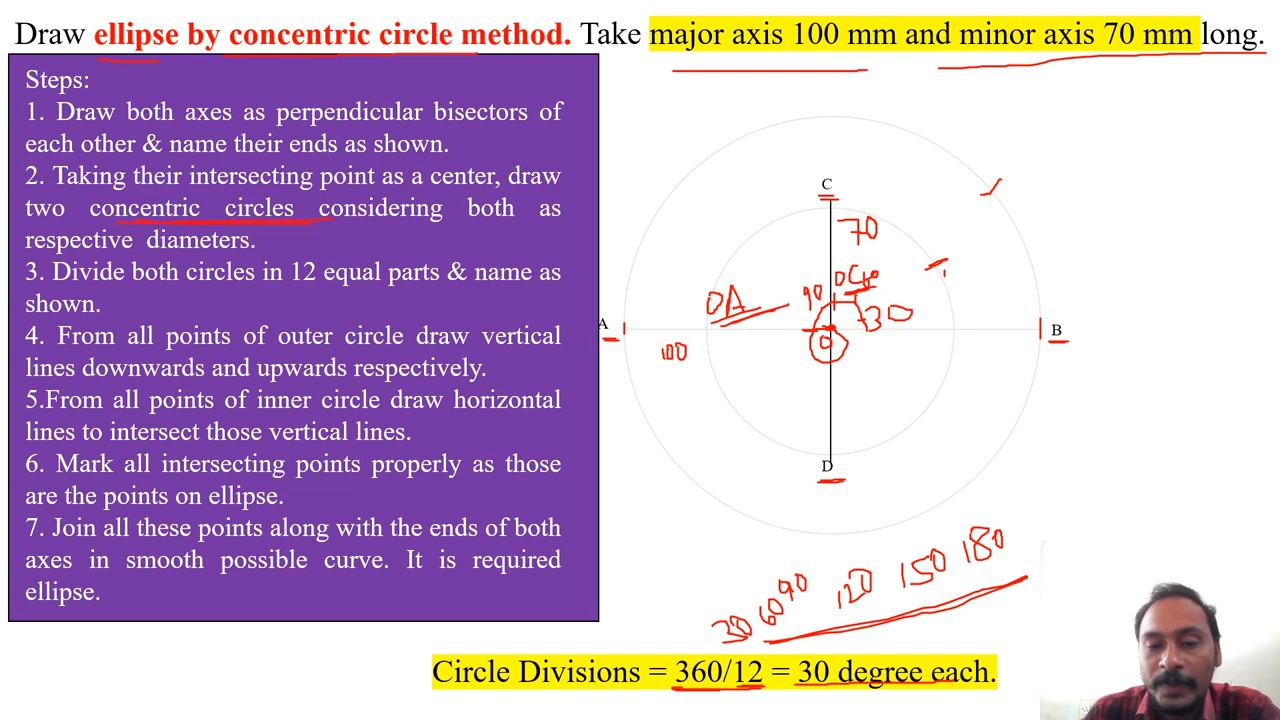 Draw ellipse by concentric circle method. Take major axis 100 mm and minor axis 70 mm long.
Steps:
1. Draw both axes as perpendicular bisectors of
each other & name their ends as shown.
2. Taking their intersecting point as a center, draw
two concentric circles considering both as
respective diameters.
3. Divide both circles in 12 equal parts & name as
shown.
4. From all points of outer circle draw vertical
lines downwards and upwards respectively.
5.From all points of inner circle draw horizontal
lines to intersect those vertical lines.
6. Mark all intersecting points properly as those
are the points on ellipse.
7. Join all these points along with the ends of both
axes in smooth possible curve. It is required
ellipse.
C
70
90
OA
30
A
B
O
100
D
30 60 90 120 150 180
Circle Divisions = 360/12 = 30 degree each.